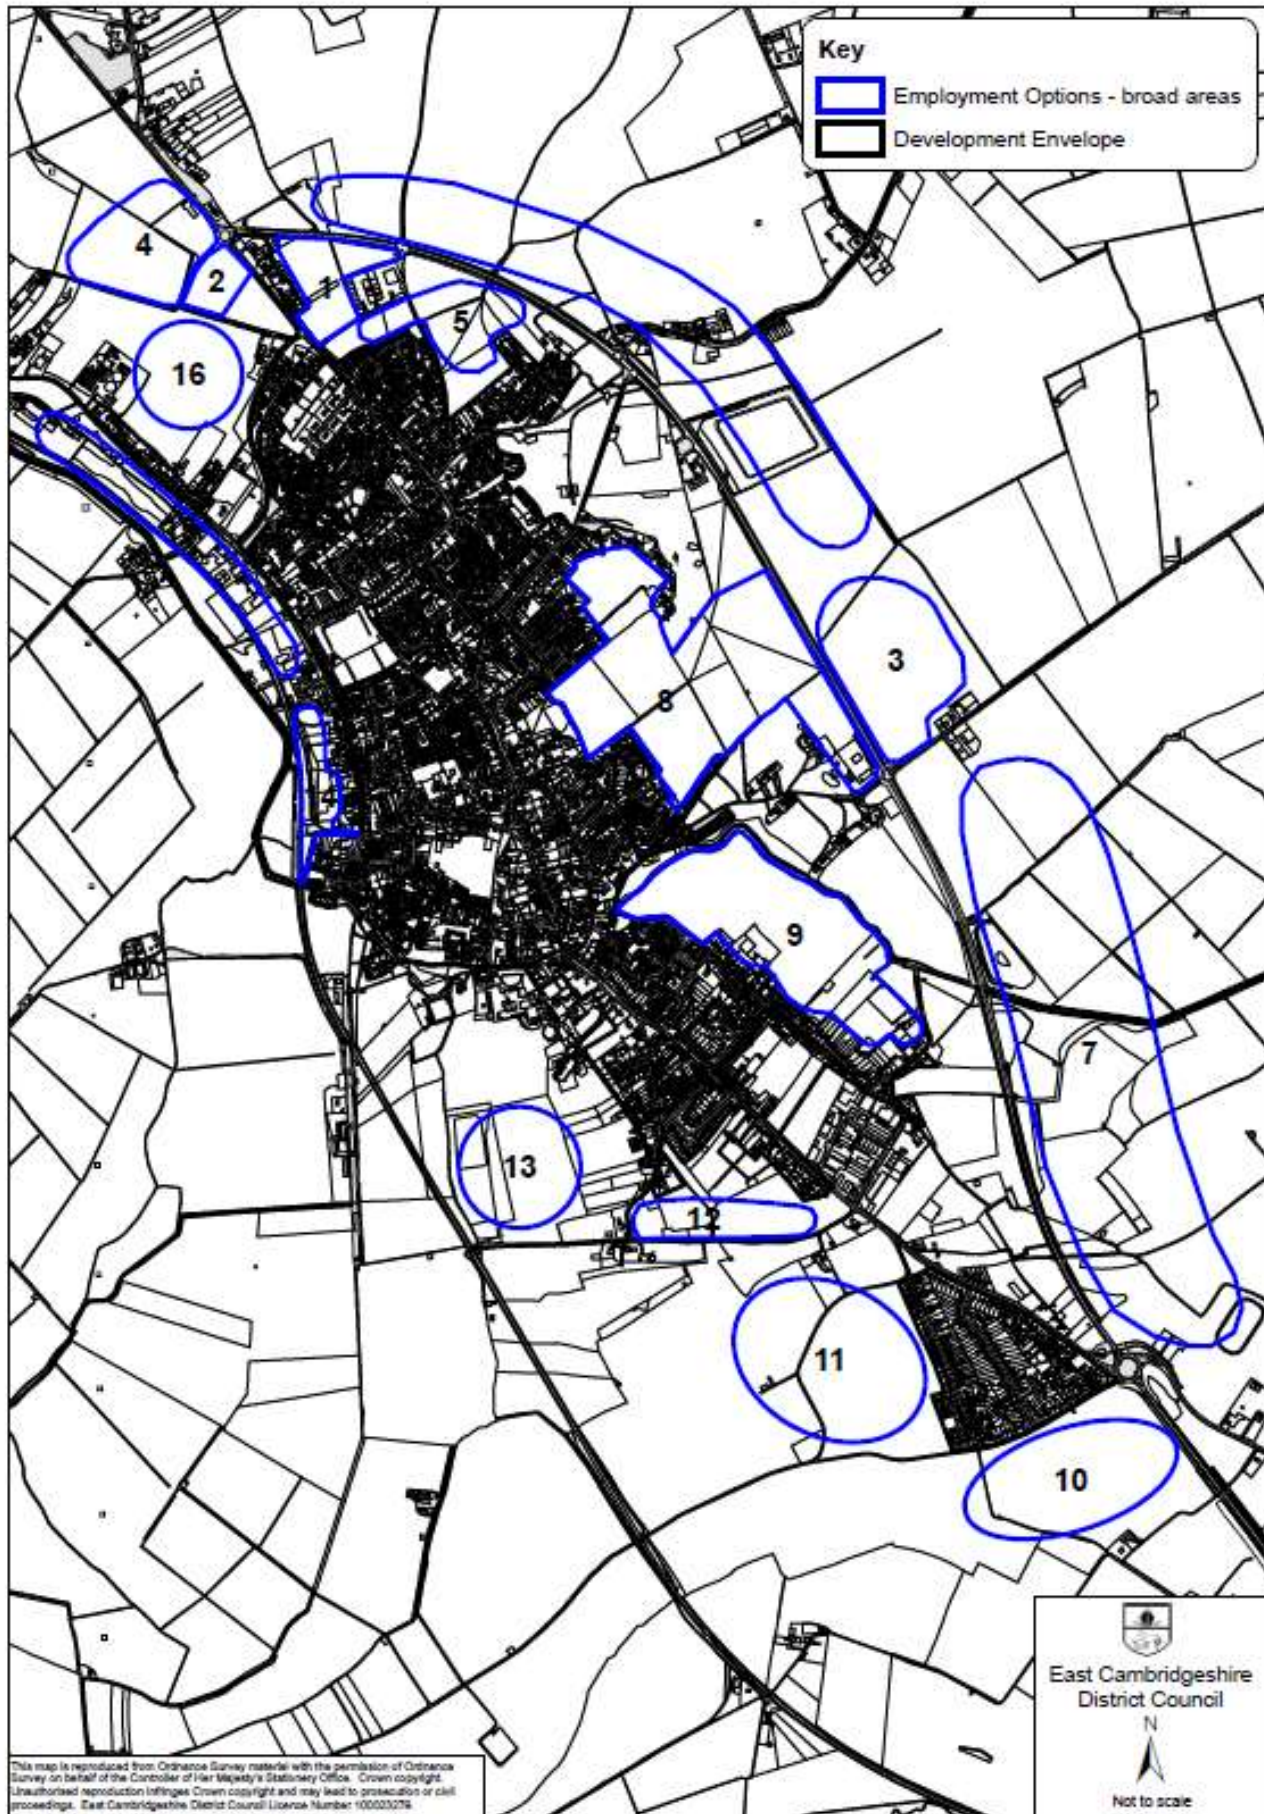 Key
Employment Options - broad areas
Development Envelope
4
2
1
5
16
3
8
9
7
13
12
11
10
East Cambridgeshire
District Council
N
Not to scale
This map is reproduced from Ordnance Survey material with the permission of Ordnance
Survey on behalf of the Controller of Her Majesty's Stationery Office. Crown copyright.
Unauthorised reproduction infringes Crown copyright and may lead to prosecution or civil
proceedings. East Cambridgeshire District Council Licence Number 100023279.